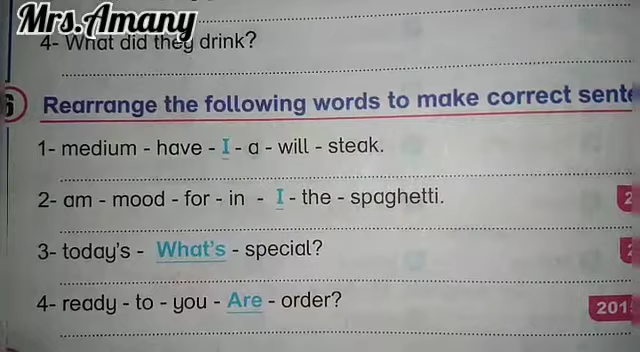 Mrs.Amany
4- What did they drink?
6 Rearrange the following words to make correct sente
1- medium - have - I - a - will - steak.
2- am - mood - for - in - I - the - spaghetti.
2
3- today's - What's - special?
2
4- ready - to - you - Are - order?
201